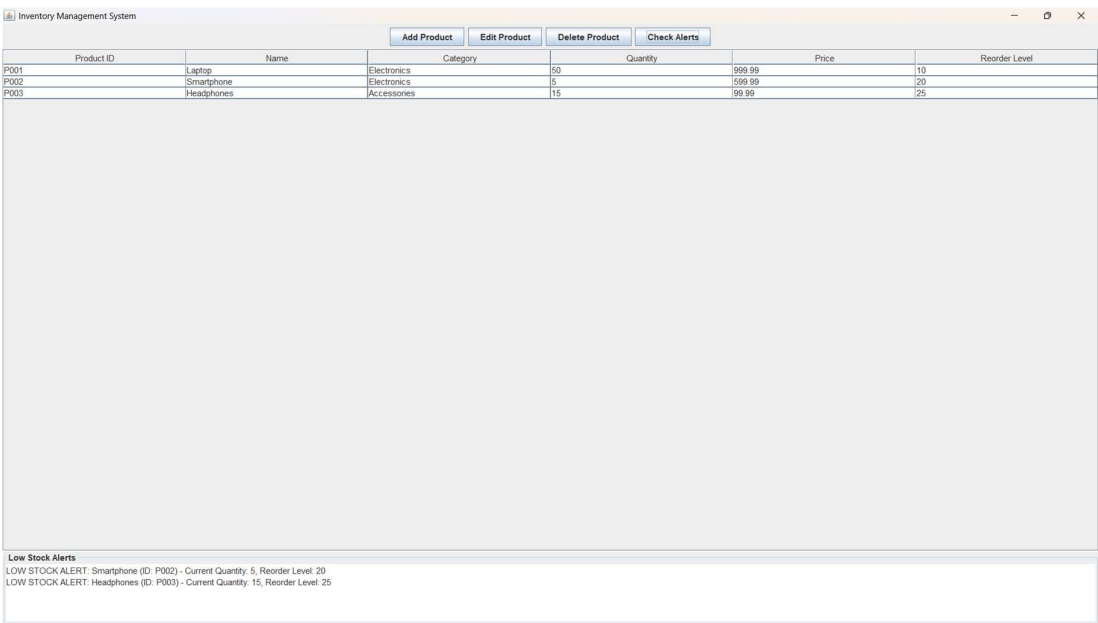 Inventory Management System
Add Product Edit Product Delete Product Check Alerts
Product ID Name Category Quantity Price Reorder Level
P001 Laptop Electronics 50 999.99 10
P002 Smartphone Electronics 5 599.99 20
P003 Headphones Accessories 15 99.99 25
Low Stock Alerts
LOW STOCK ALERT: Smartphone (ID: P002) - Current Quantity: 5, Reorder Level: 20
LOW STOCK ALERT: Headphones (ID: P003) - Current Quantity: 15, Reorder Level: 25